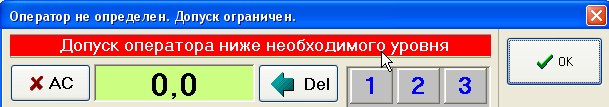 Оператор не определен. Допуск ограничен.
Допуск оператора ниже необходимого уровня
OK
AC 0,0 Del 1 2 3